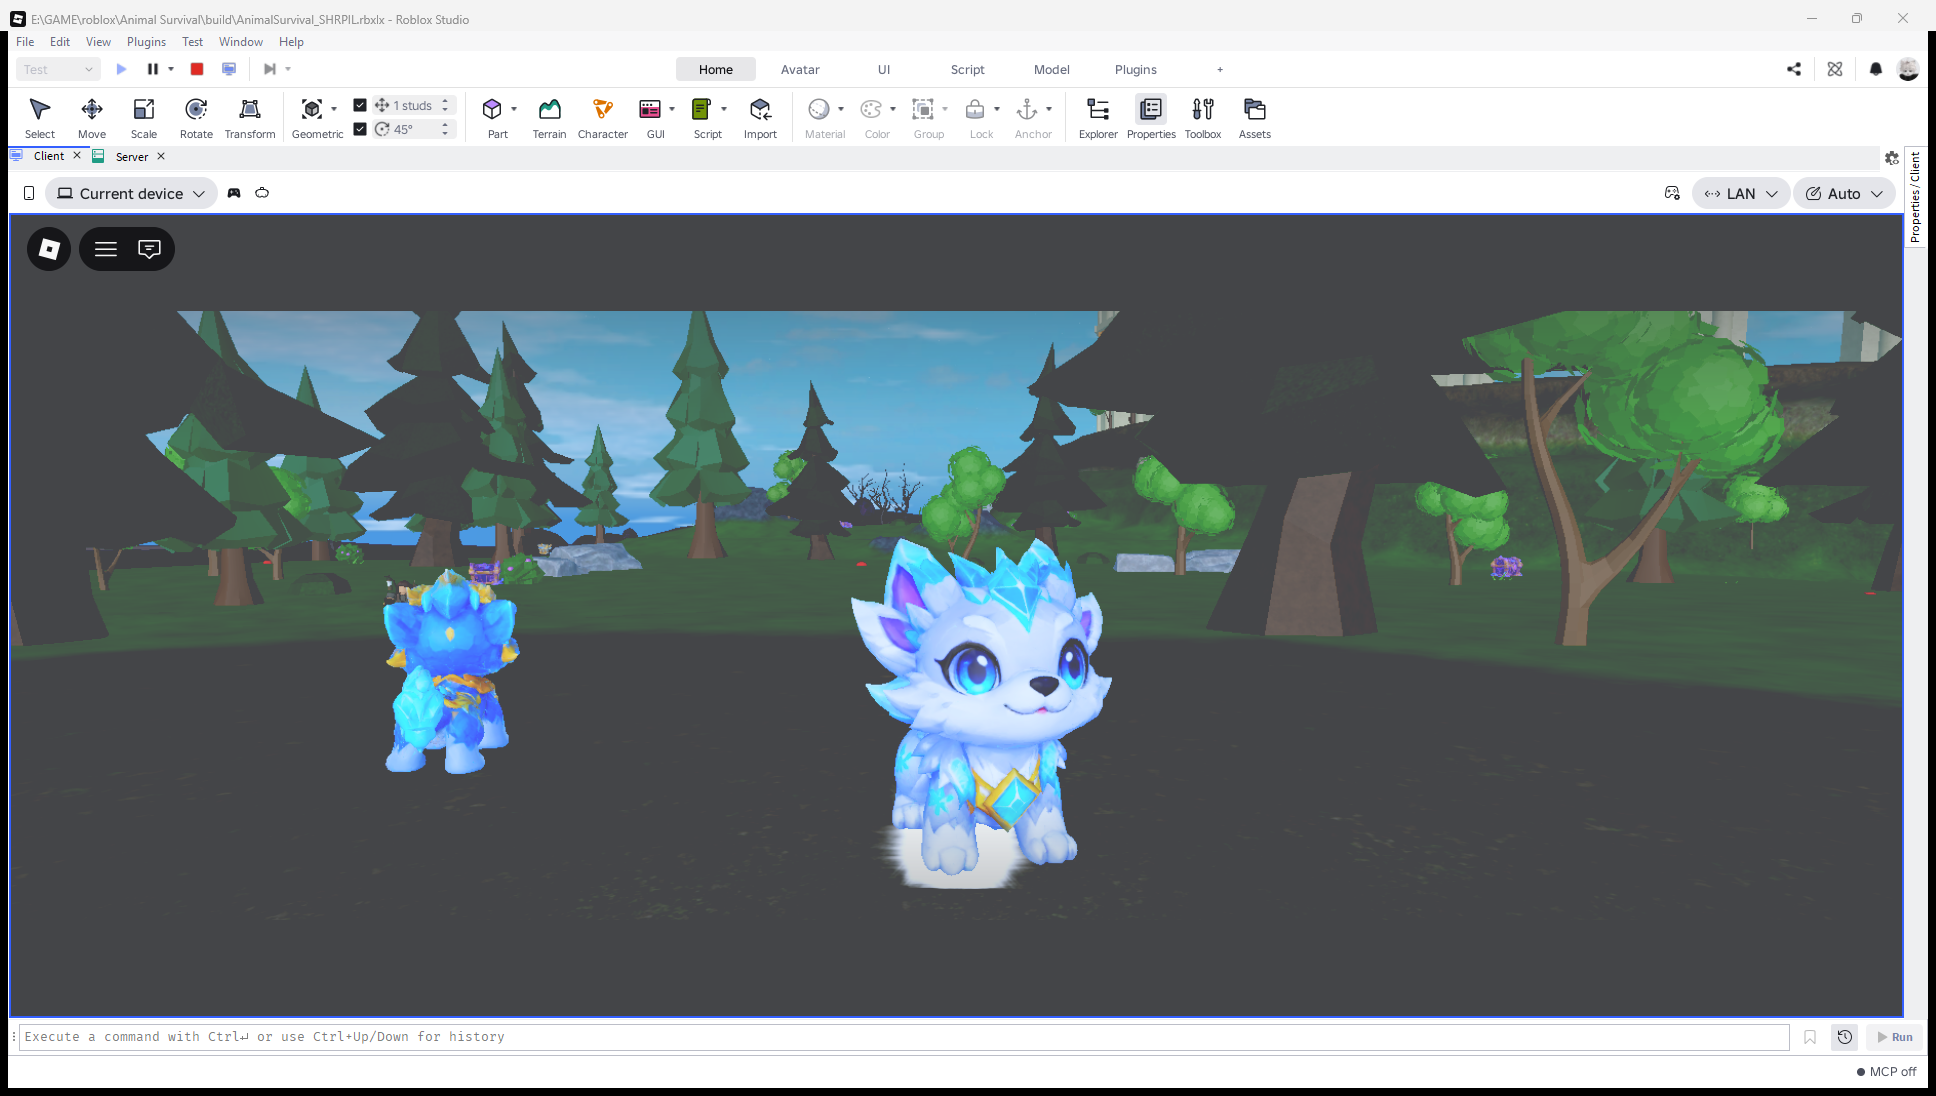 E:\GAME\roblox\Animal Survival\build\AnimalSurvival_SHRPIL.rbxlx - Roblox Studio
File Edit View Plugins Test Window Help
Test Home Avatar UI Script Model Plugins +
1 studs
45°
Select Move Scale Rotate Transform Geometric Part Terrain Character GUI Script Import Material Color Group Lock Anchor Explorer Properties Toolbox Assets
Client Server
Properties / Client
Current device LAN Auto
Execute a command with Ctrl↵ or use Ctrl+Up/Down for history
Run
MCP off